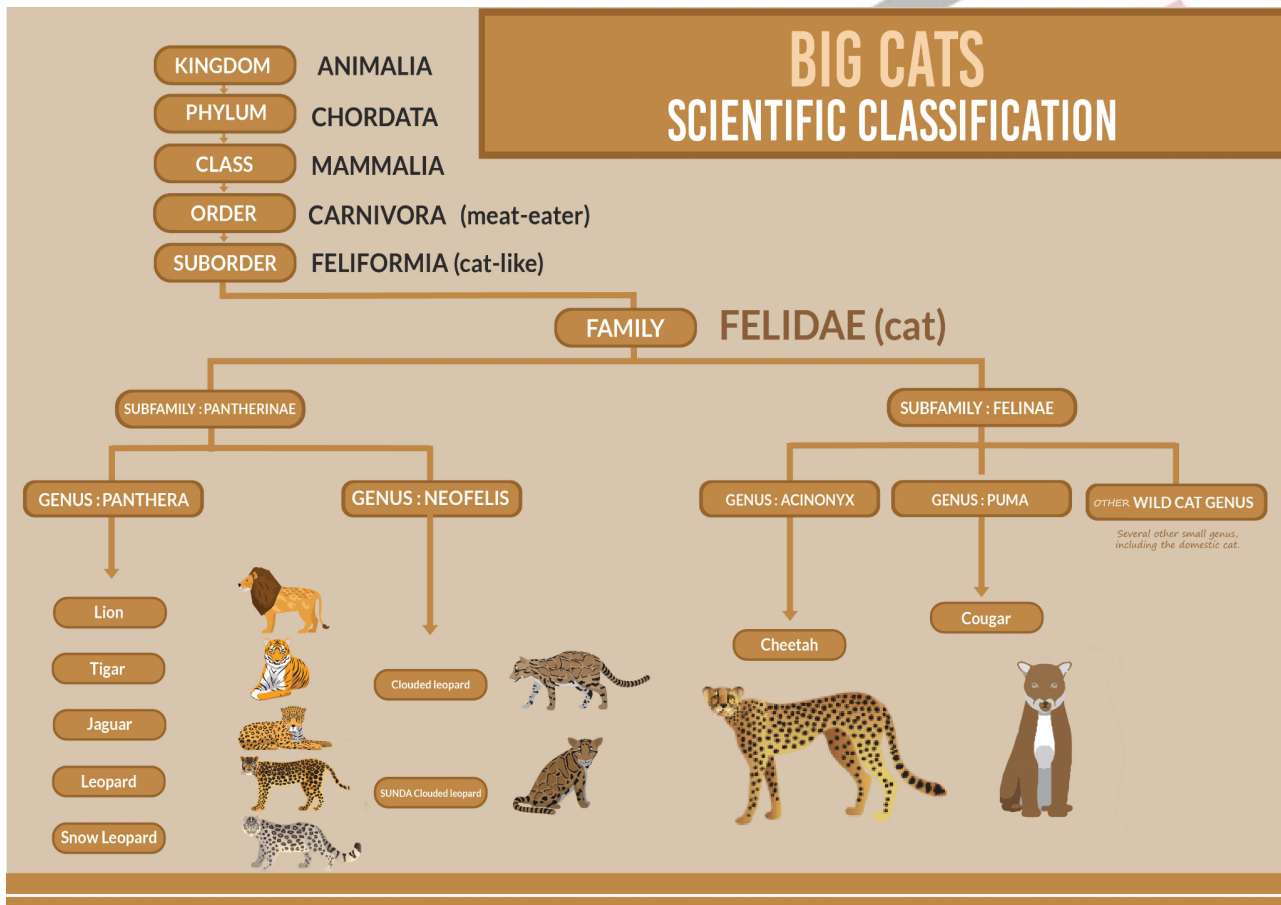 BIG CATS
SCIENTIFIC CLASSIFICATION
KINGDOM ANIMALIA
PHYLUM CHORDATA
CLASS MAMMALIA
ORDER CARNIVORA (meat-eater)
SUBORDER FELIFORMIA (cat-like)
FAMILY FELIDAE (cat)
SUBFAMILY : PANTHERINAE
SUBFAMILY : FELINAE
GENUS : PANTHERA
GENUS : NEOFELIS
GENUS : ACINONYX
GENUS : PUMA
OTHER WILD CAT GENUS
Several other small genus,
including the domestic cat.
Lion
Tigar
Jaguar
Leopard
Snow Leopard
Clouded leopard
SUNDA Clouded leopard
Cheetah
Cougar